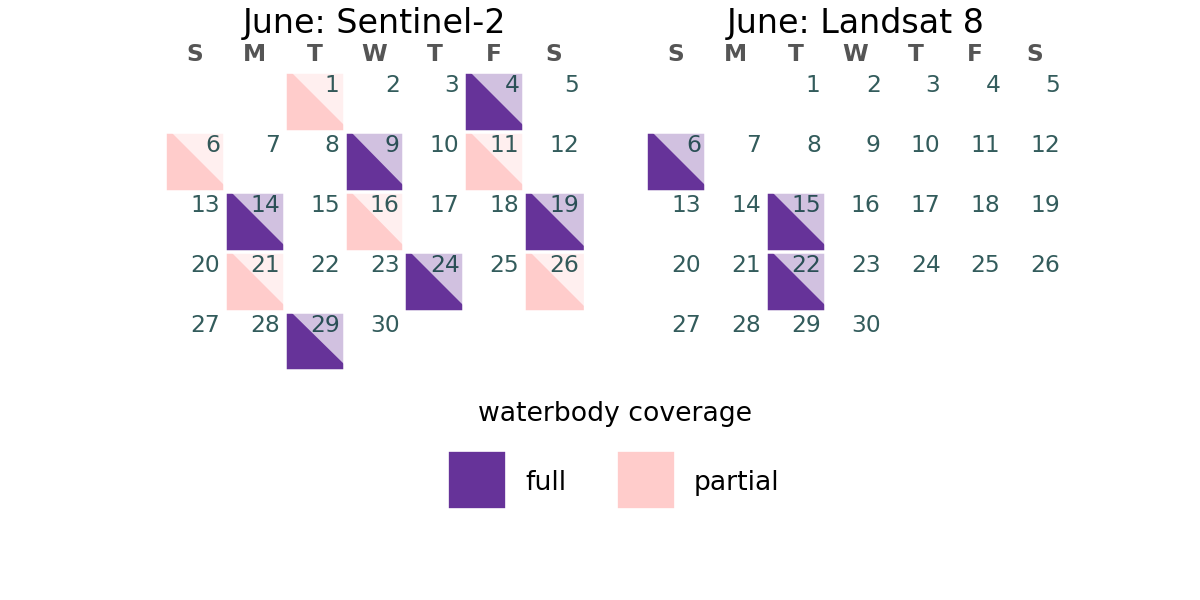 June: Sentinel-2
S M T W T F S
1 2 3 4 5
6 7 8 9 10 11 12
13 14 15 16 17 18 19
20 21 22 23 24 25 26
27 28 29 30
June: Landsat 8
S M T W T F S
1 2 3 4 5
6 7 8 9 10 11 12
13 14 15 16 17 18 19
20 21 22 23 24 25 26
27 28 29 30
waterbody coverage
full
partial